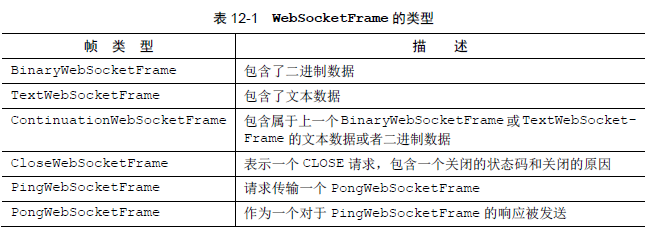 表 12-1 WebSocketFrame 的类型
帧 类 型 描 述
BinaryWebSocketFrame 包含了二进制数据
TextWebSocketFrame 包含了文本数据
ContinuationWebSocketFrame 包含属于上一个 BinaryWebSocketFrame 或 TextWebSocket-
Frame 的文本数据或者二进制数据
CloseWebSocketFrame 表示一个 CLOSE 请求，包含一个关闭的状态码和关闭的原因
PingWebSocketFrame 请求传输一个 PongWebSocketFrame
PongWebSocketFrame 作为一个对于 PingWebSocketFrame 的响应被发送